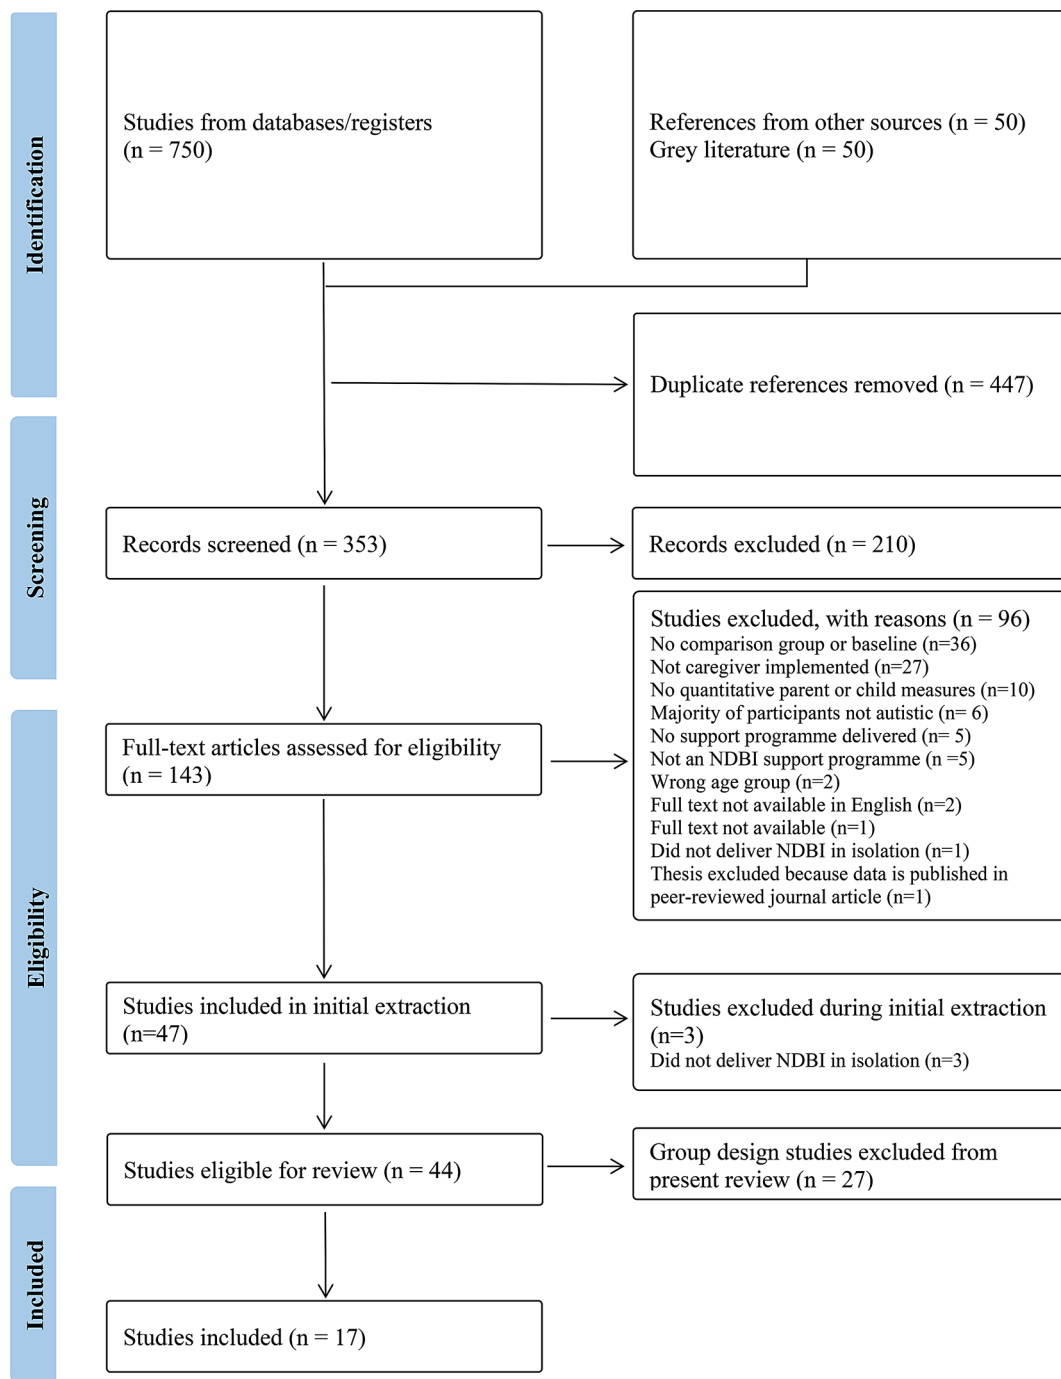 Identification
Studies from databases/registers
(n = 750)
References from other sources (n = 50)
Grey literature (n = 50)
Duplicate references removed (n = 447)
Screening
Records screened (n = 353)
Records excluded (n = 210)
Studies excluded, with reasons (n = 96)
No comparison group or baseline (n=36)
Not caregiver implemented (n=27)
No quantitative parent or child measures (n=10)
Majority of participants not autistic (n= 6)
No support programme delivered (n= 5)
Not an NDBI support programme (n =5)
Wrong age group (n=2)
Full text not available in English (n=2)
Full text not available (n=1)
Did not deliver NDBI in isolation (n=1)
Thesis excluded because data is published in
peer-reviewed journal article (n=1)
Eligibility
Full-text articles assessed for eligibility
(n = 143)
Studies included in initial extraction
(n=47)
Studies excluded during initial extraction
(n=3)
Did not deliver NDBI in isolation (n=3)
Studies eligible for review (n = 44)
Group design studies excluded from
present review (n = 27)
Included
Studies included (n = 17)